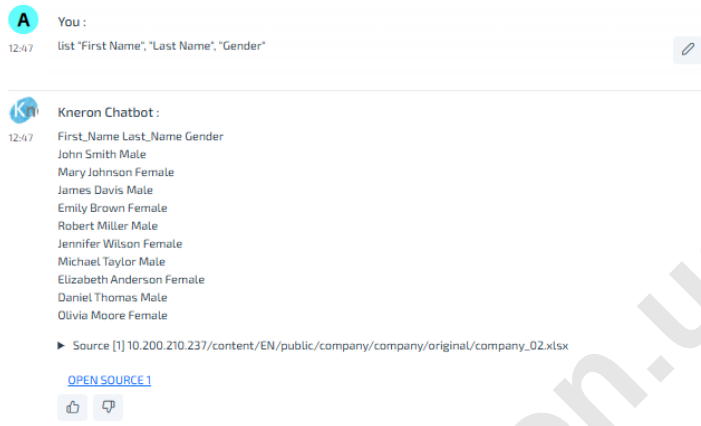 A
You :
12:47
list "First Name", "Last Name", "Gender"
Kn
Kneron Chatbot :
12:47
First_Name Last_Name Gender
John Smith Male
Mary Johnson Female
James Davis Male
Emily Brown Female
Robert Miller Male
Jennifer Wilson Female
Michael Taylor Male
Elizabeth Anderson Female
Daniel Thomas Male
Olivia Moore Female
▶ Source [1] 10.200.210.237/content/EN/public/company/company/original/company_02.xlsx
OPEN SOURCE 1
n.u